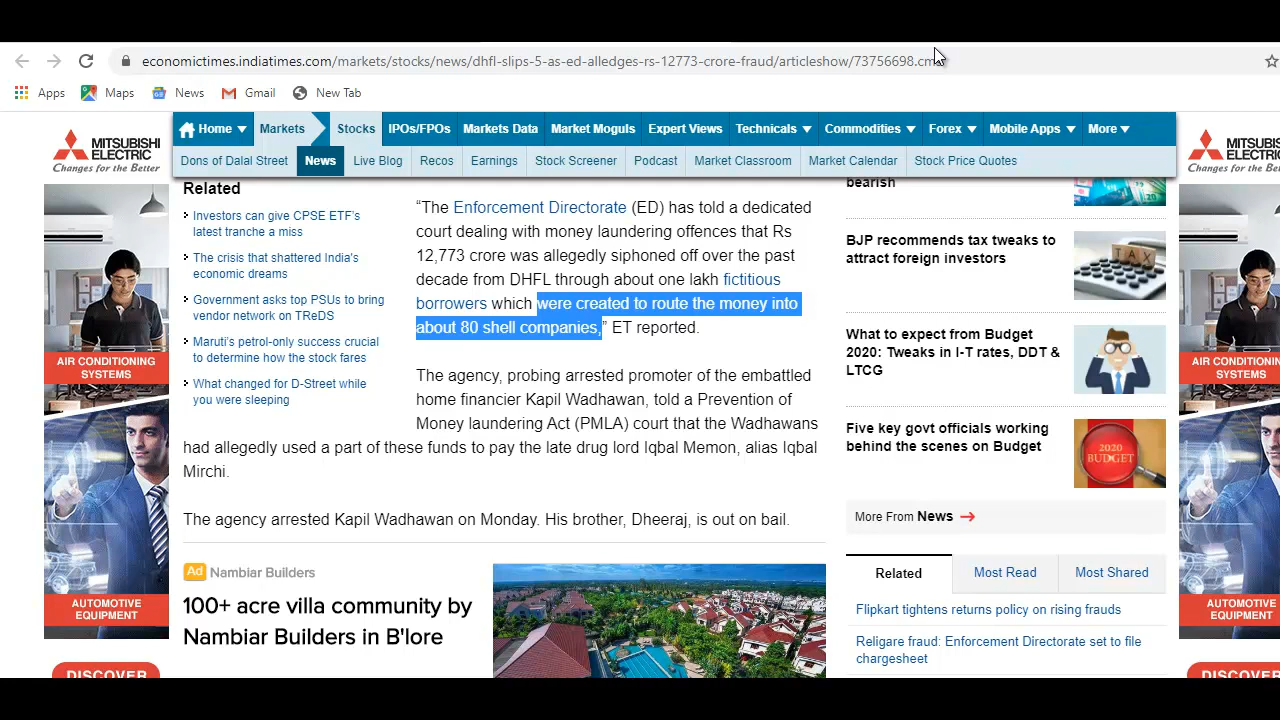 economictimes.indiatimes.com/markets/stocks/news/dhfl-slips-5-as-ed-alledges-rs-12773-crore-fraud/articleshow/73756698.cms
Apps Maps News Gmail New Tab
Home Markets Stocks IPOs/FPOs Markets Data Market Moguls Expert Views Technicals Commodities Forex Mobile Apps More
Dons of Dalal Street News Live Blog Recos Earnings Stock Screener Podcast Market Classroom Market Calendar Stock Price Quotes
MITSUBISHI
ELECTRIC
Changes for the Better
AIR CONDITIONING
SYSTEMS
AUTOMOTIVE
EQUIPMENT
DISCOVER
Related
Investors can give CPSE ETF's
latest tranche a miss
The crisis that shattered India's
economic dreams
Government asks top PSUs to bring
vendor network on TReDS
Maruti's petrol-only success crucial
to determine how the stock fares
What changed for D-Street while
you were sleeping
“The Enforcement Directorate (ED) has told a dedicated
court dealing with money laundering offences that Rs
12,773 crore was allegedly siphoned off over the past
decade from DHFL through about one lakh fictitious
borrowers which were created to route the money into
about 80 shell companies,” ET reported.
The agency, probing arrested promoter of the embattled
home financier Kapil Wadhawan, told a Prevention of
Money laundering Act (PMLA) court that the Wadhawans
had allegedly used a part of these funds to pay the late drug lord Iqbal Memon, alias Iqbal
Mirchi.
The agency arrested Kapil Wadhawan on Monday. His brother, Dheeraj, is out on bail.
Ad Nambiar Builders
100+ acre villa community by
Nambiar Builders in B'lore
bearish
BJP recommends tax tweaks to
attract foreign investors
TAX
What to expect from Budget
2020: Tweaks in I-T rates, DDT &
LTCG
Five key govt officials working
behind the scenes on Budget
2020
BUDGET
More From News
Related Most Read Most Shared
Flipkart tightens returns policy on rising frauds
Religare fraud: Enforcement Directorate set to file
chargesheet
MITSUBISHI
ELECTRIC
Changes for the Better
AIR CONDITIONING
SYSTEMS
AUTOMOTIVE
EQUIPMENT
DISCOVER